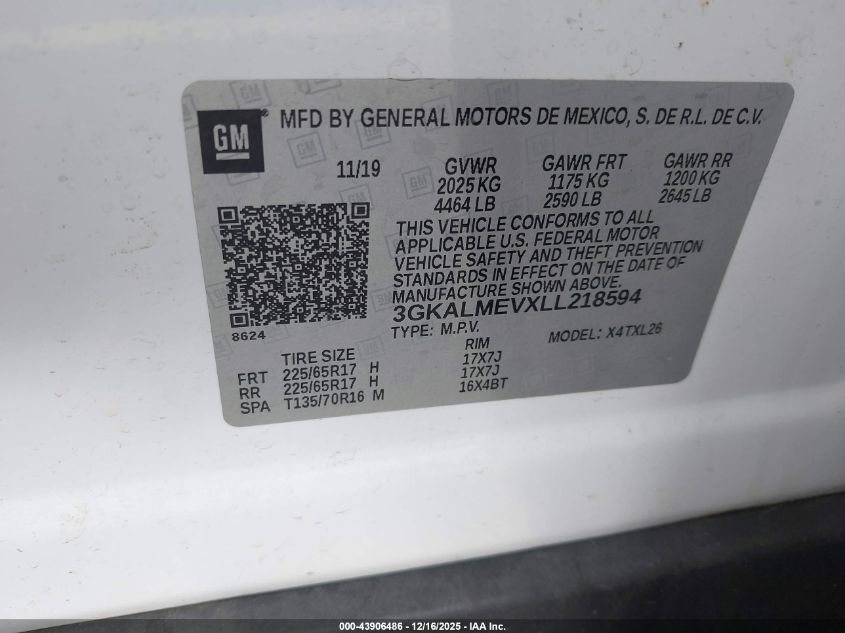 GM
MFD BY GENERAL MOTORS DE MEXICO, S. DE R.L. DE C.V.
11/19 GVWR GAWR FRT GAWR RR
2025 KG 1175 KG 1200 KG
4464 LB 2590 LB 2645 LB
THIS VEHICLE CONFORMS TO ALL
APPLICABLE U.S. FEDERAL MOTOR
VEHICLE SAFETY AND THEFT PREVENTION
STANDARDS IN EFFECT ON THE DATE OF
MANUFACTURE SHOWN ABOVE.
3GKALMEVXLL218594
8624
TYPE: M.P.V. MODEL: X4TXL26
TIRE SIZE RIM
FRT 225/65R17 H 17X7J
RR 225/65R17 H 17X7J
SPA T135/70R16 M 16X4BT
000-43906486 - 12/16/2025 - IAA Inc.